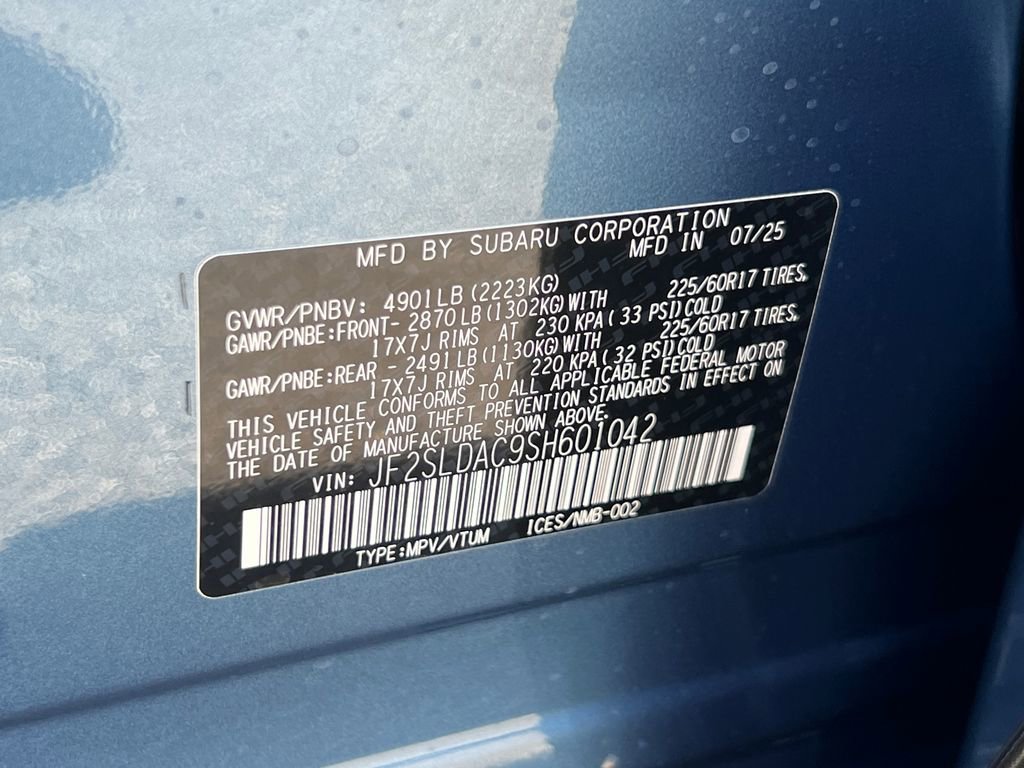 MFD BY SUBARU CORPORATION
MFD IN 07/25
GVWR/PNBV: 4901LB(2223KG)
GAWR/PNBE:FRONT- 2870LB(1302KG)WITH 225/60R17 TIRES,
17X7J RIMS AT 230 KPA(33 PSI)COLD
GAWR/PNBE:REAR - 2491LB(1130KG)WITH 225/60R17 TIRES,
17X7J RIMS AT 220 KPA(32 PSI)COLD
THIS VEHICLE CONFORMS TO ALL APPLICABLE FEDERAL MOTOR
VEHICLE SAFETY AND THEFT PREVENTION STANDARDS IN EFFECT ON
THE DATE OF MANUFACTURE SHOWN ABOVE.
VIN: JF2SLDAC9SH601042
TYPE:MPV/VTUM ICES/NMB-002